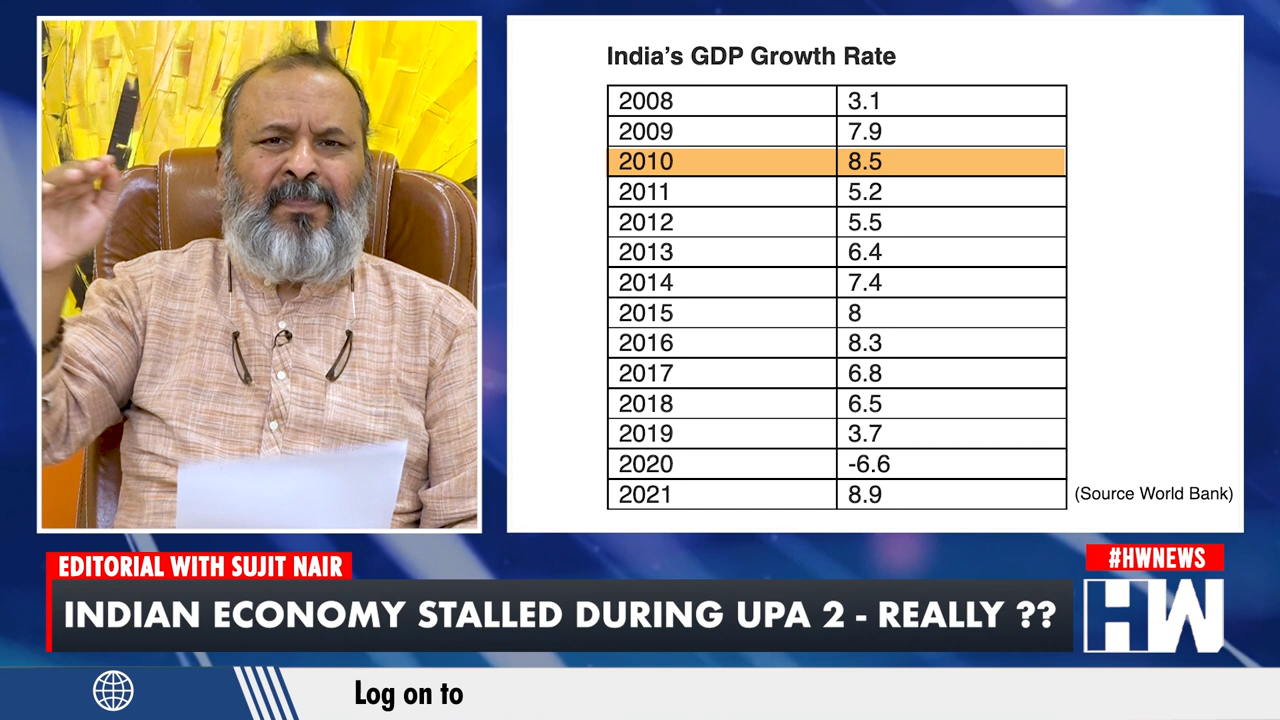 India's GDP Growth Rate
2008 3.1
2009 7.9
2010 8.5
2011 5.2
2012 5.5
2013 6.4
2014 7.4
2015 8
2016 8.3
2017 6.8
2018 6.5
2019 3.7
2020 -6.6
2021 8.9
(Source World Bank)
EDITORIAL WITH SUJIT NAIR
INDIAN ECONOMY STALLED DURING UPA 2 - REALLY ??
#HWNEWS
HW
Log on to